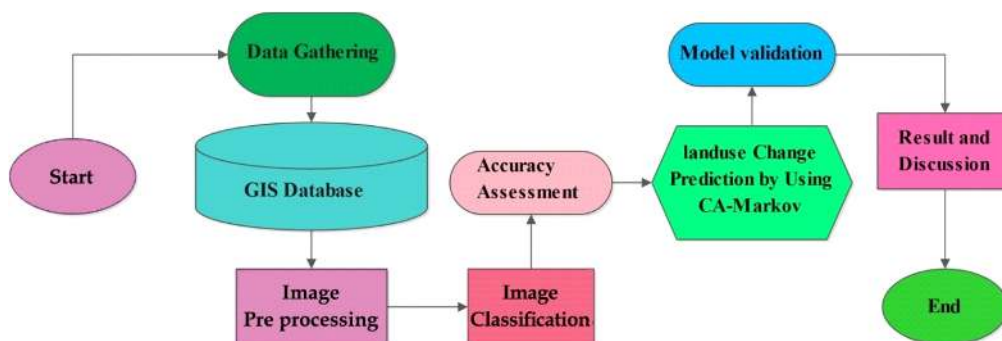 Start
Data Gathering
GIS Database
Image
Pre processing
Image
Classification
Accuracy
Assessment
landuse Change
Prediction by Using
CA-Markov
Model validation
Result and
Discussion
End